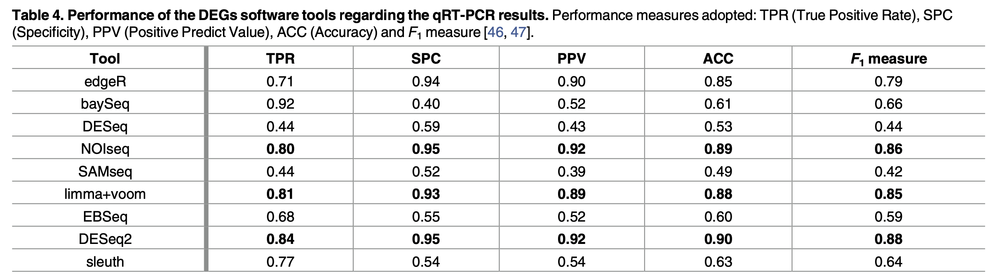 Table 4. Performance of the DEGs software tools regarding the qRT-PCR results. Performance measures adopted: TPR (True Positive Rate), SPC
(Specificity), PPV (Positive Predict Value), ACC (Accuracy) and F1 measure [46, 47].
Tool TPR SPC PPV ACC F1 measure
edgeR 0.71 0.94 0.90 0.85 0.79
baySeq 0.92 0.40 0.52 0.61 0.66
DESeq 0.44 0.59 0.43 0.53 0.44
NOIseq 0.80 0.95 0.92 0.89 0.86
SAMseq 0.44 0.52 0.39 0.49 0.42
limma+voom 0.81 0.93 0.89 0.88 0.85
EBSeq 0.68 0.55 0.52 0.60 0.59
DESeq2 0.84 0.95 0.92 0.90 0.88
sleuth 0.77 0.54 0.54 0.63 0.64